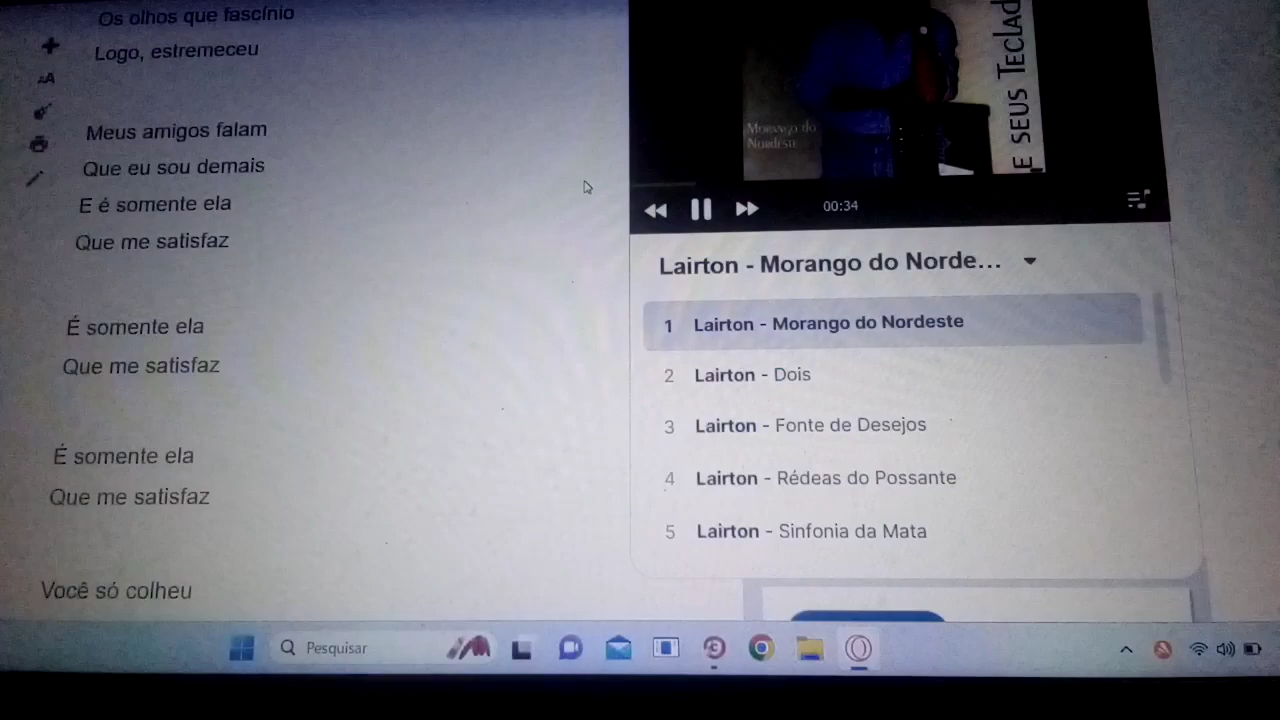 Os olhos que fascínio
Logo, estremeceu
Meus amigos falam
Que eu sou demais
E é somente ela
Que me satisfaz
É somente ela
Que me satisfaz
É somente ela
Que me satisfaz
Você só colheu
AA
Morango do
Nordeste
E SEUS TECLAD
00:34
Lairton - Morango do Norde...
1 Lairton - Morango do Nordeste
2 Lairton - Dois
3 Lairton - Fonte de Desejos
4 Lairton - Rédeas do Possante
5 Lairton - Sinfonia da Mata
Pesquisar